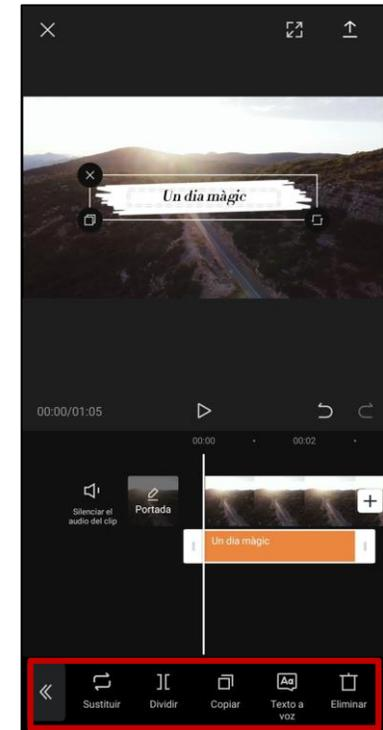 Un dia màgic
00:00/01:05
00:00
00:02
Silenciar el
audio del clip
Portada
Un dia màgic
Sustituir
Dividir
Copiar
Texto a
voz
Eliminar